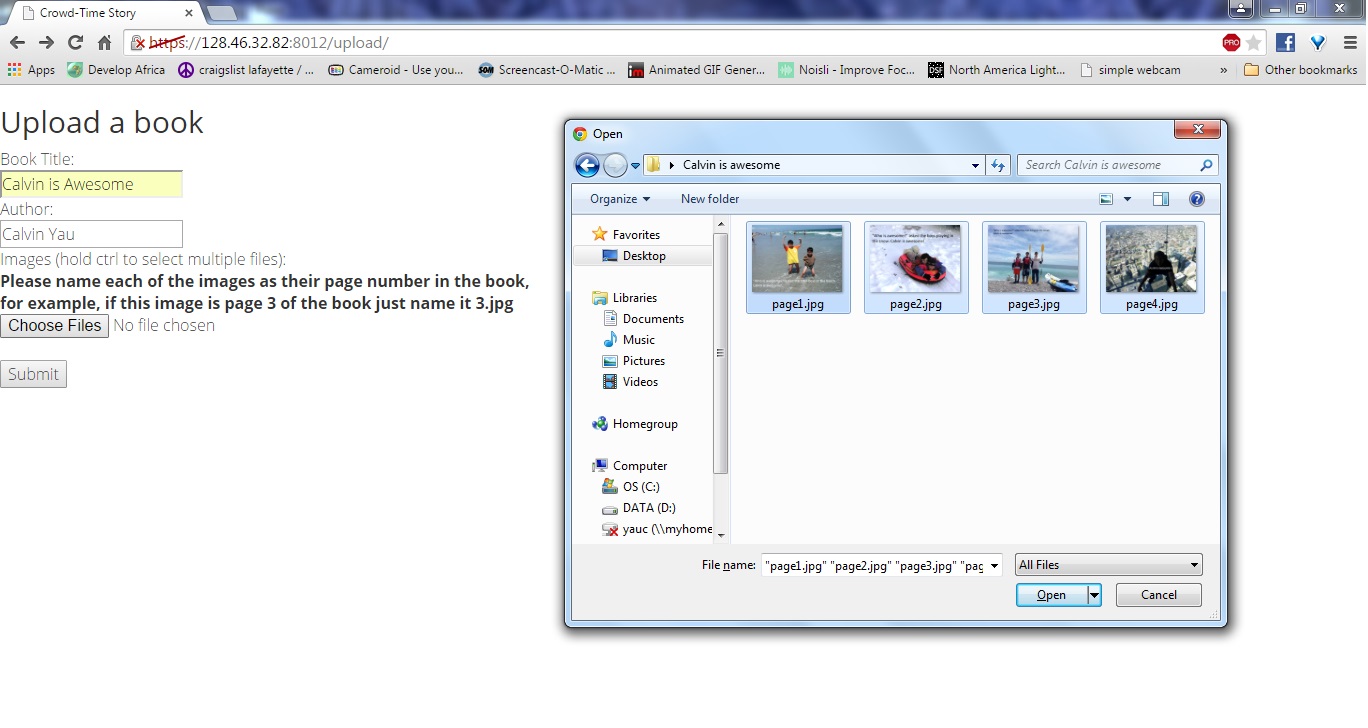 Crowd-Time Story
https://128.46.32.82:8012/upload/
PRO
Apps
Develop Africa
craigslist lafayette / ...
Cameroid - Use you...
SOM
Screencast-O-Matic ...
Animated GIF Gener...
Noisli - Improve Foc...
DSF
North America Light...
simple webcam
»
Other bookmarks
Upload a book
Book Title:
Calvin is Awesome
Author:
Calvin Yau
Images (hold ctrl to select multiple files):
Please name each of the images as their page number in the book,
for example, if this image is page 3 of the book just name it 3.jpg
Choose Files No file chosen
Submit
Open
Calvin is awesome
Search Calvin is awesome
Organize
New folder
Favorites
Desktop
Libraries
Documents
Music
Pictures
Videos
Homegroup
Computer
OS (C:)
DATA (D:)
yauc (\\myhome
page1.jpg
page2.jpg
page3.jpg
page4.jpg
File name:
"page1.jpg" "page2.jpg" "page3.jpg" "pag
All Files
Open
Cancel